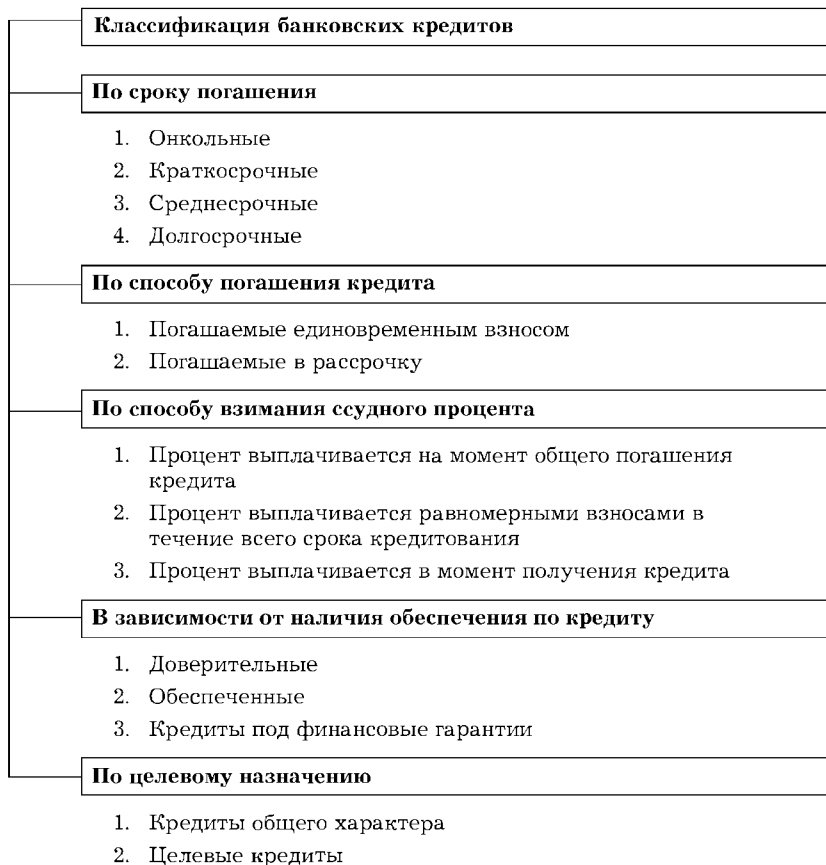 Классификация банковских кредитов
По сроку погашения
1. Онкольные
2. Краткосрочные
3. Среднесрочные
4. Долгосрочные
По способу погашения кредита
1. Погашаемые единовременным взносом
2. Погашаемые в рассрочку
По способу взимания ссудного процента
1. Процент выплачивается на момент общего погашения
кредита
2. Процент выплачивается равномерными взносами в
течение всего срока кредитования
3. Процент выплачивается в момент получения кредита
В зависимости от наличия обеспечения по кредиту
1. Доверительные
2. Обеспеченные
3. Кредиты под финансовые гарантии
По целевому назначению
1. Кредиты общего характера
2. Целевые кредиты